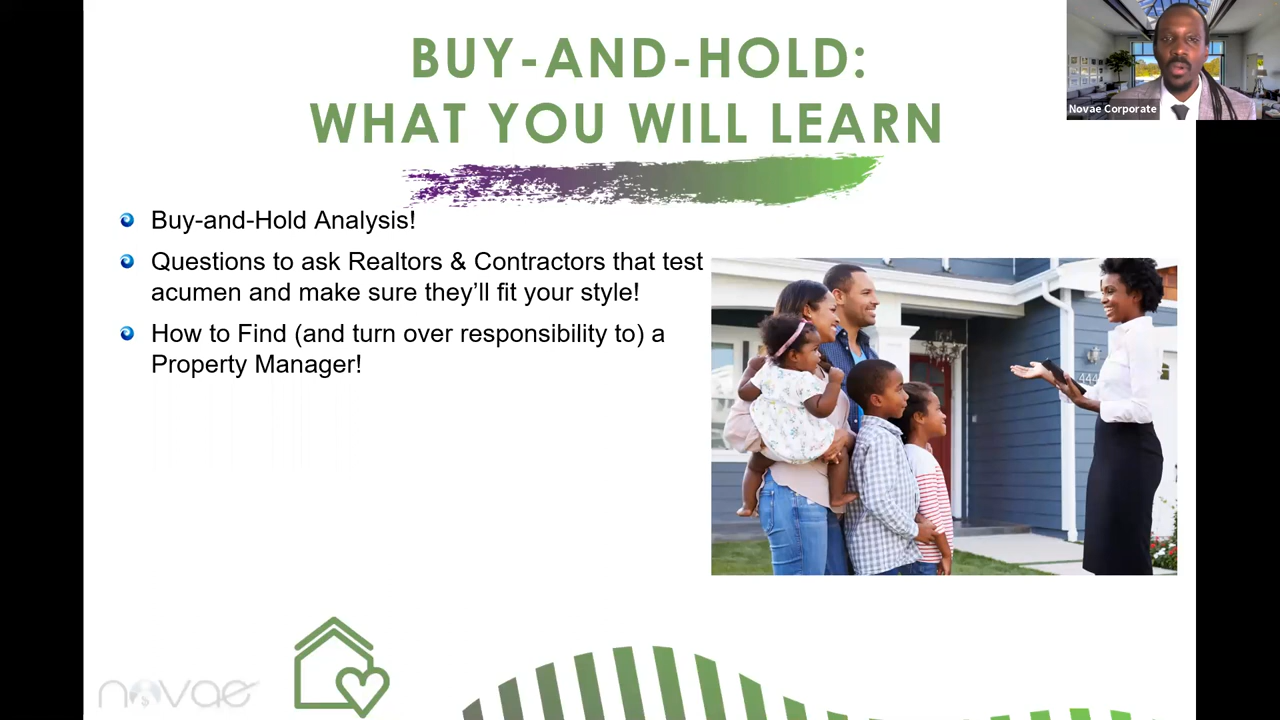 BUY-AND-HOLD:
WHAT YOU WILL LEARN
Novae Corporate
Buy-and-Hold Analysis!
Questions to ask Realtors & Contractors that test
acumen and make sure they’ll fit your style!
How to Find (and turn over responsibility to) a
Property Manager!
444
novae